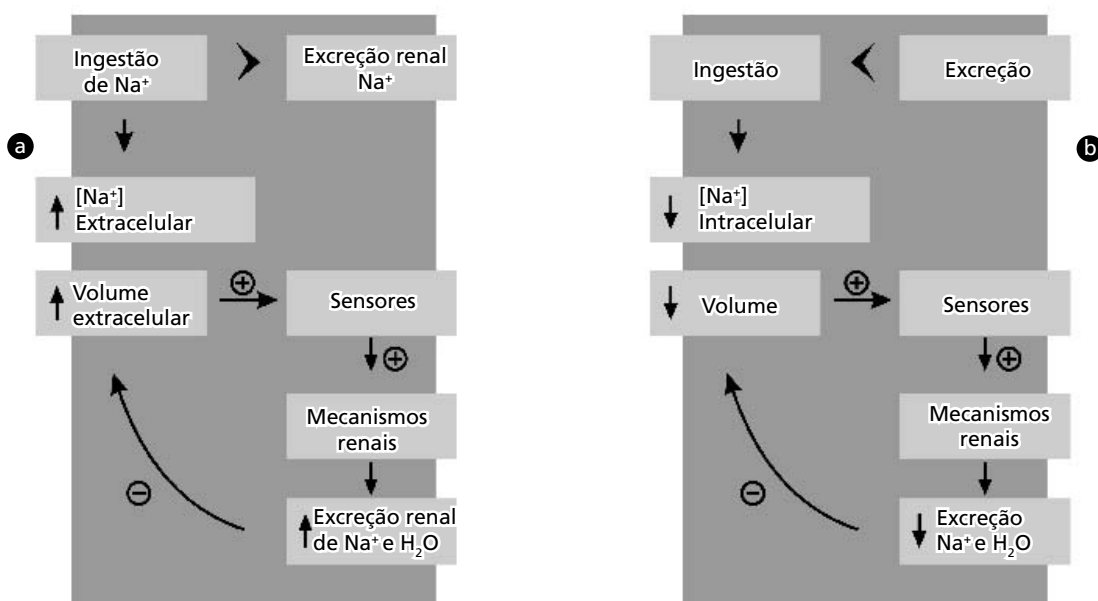 a
Ingestão
de Na⁺
Excreção renal
Na⁺
[Na⁺]
Extracelular
Volume
extracelular
Sensores
Mecanismos
renais
Excreção renal
de Na⁺ e H₂O
b
Ingestão
Excreção
[Na⁺]
Intracelular
Volume
Sensores
Mecanismos
renais
Excreção
Na⁺ e H₂O